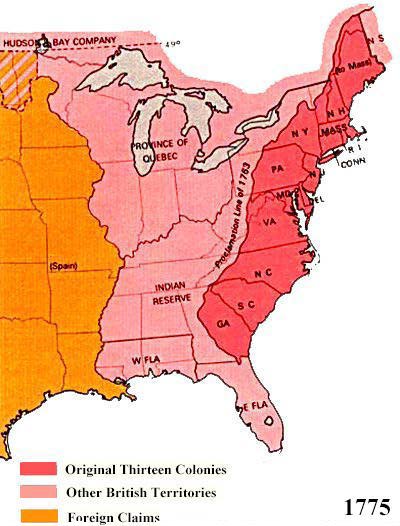 HUDSON BAY COMPANY
49°
N S
(to Mass)
N H
N Y
MASS
R I
CONN
PROVINCE OF
QUEBEC
PA
N J
MD
DEL
VA
Proclamation Line of 1763
(Spain)
INDIAN
RESERVE
N C
S C
GA
W FLA
E FLA
Original Thirteen Colonies
Other British Territories
Foreign Claims
1775